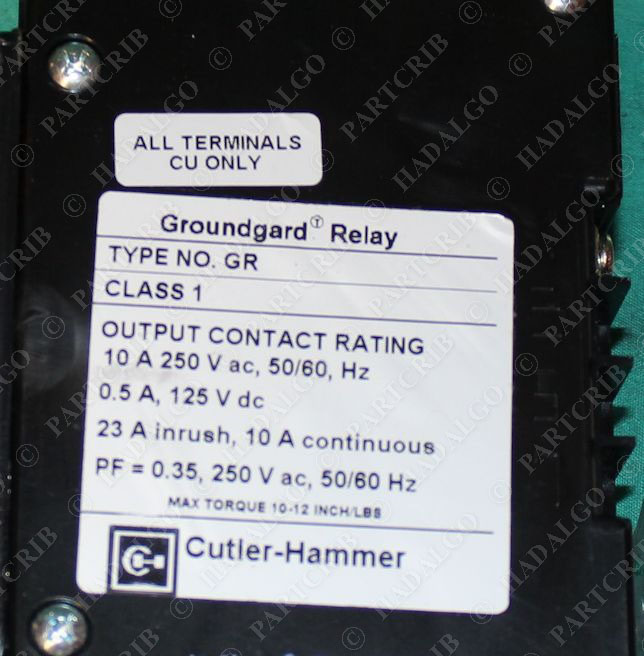 ALL TERMINALS
CU ONLY
Groundgard Ⓣ Relay
TYPE NO. GR
CLASS 1
OUTPUT CONTACT RATING
10 A 250 V ac, 50/60, Hz
0.5 A, 125 V dc
23 A inrush, 10 A continuous
PF = 0.35, 250 V ac, 50/60 Hz
MAX TORQUE 10-12 INCH/LBS
Cutler-Hammer
© HADALGO PARTCRIB